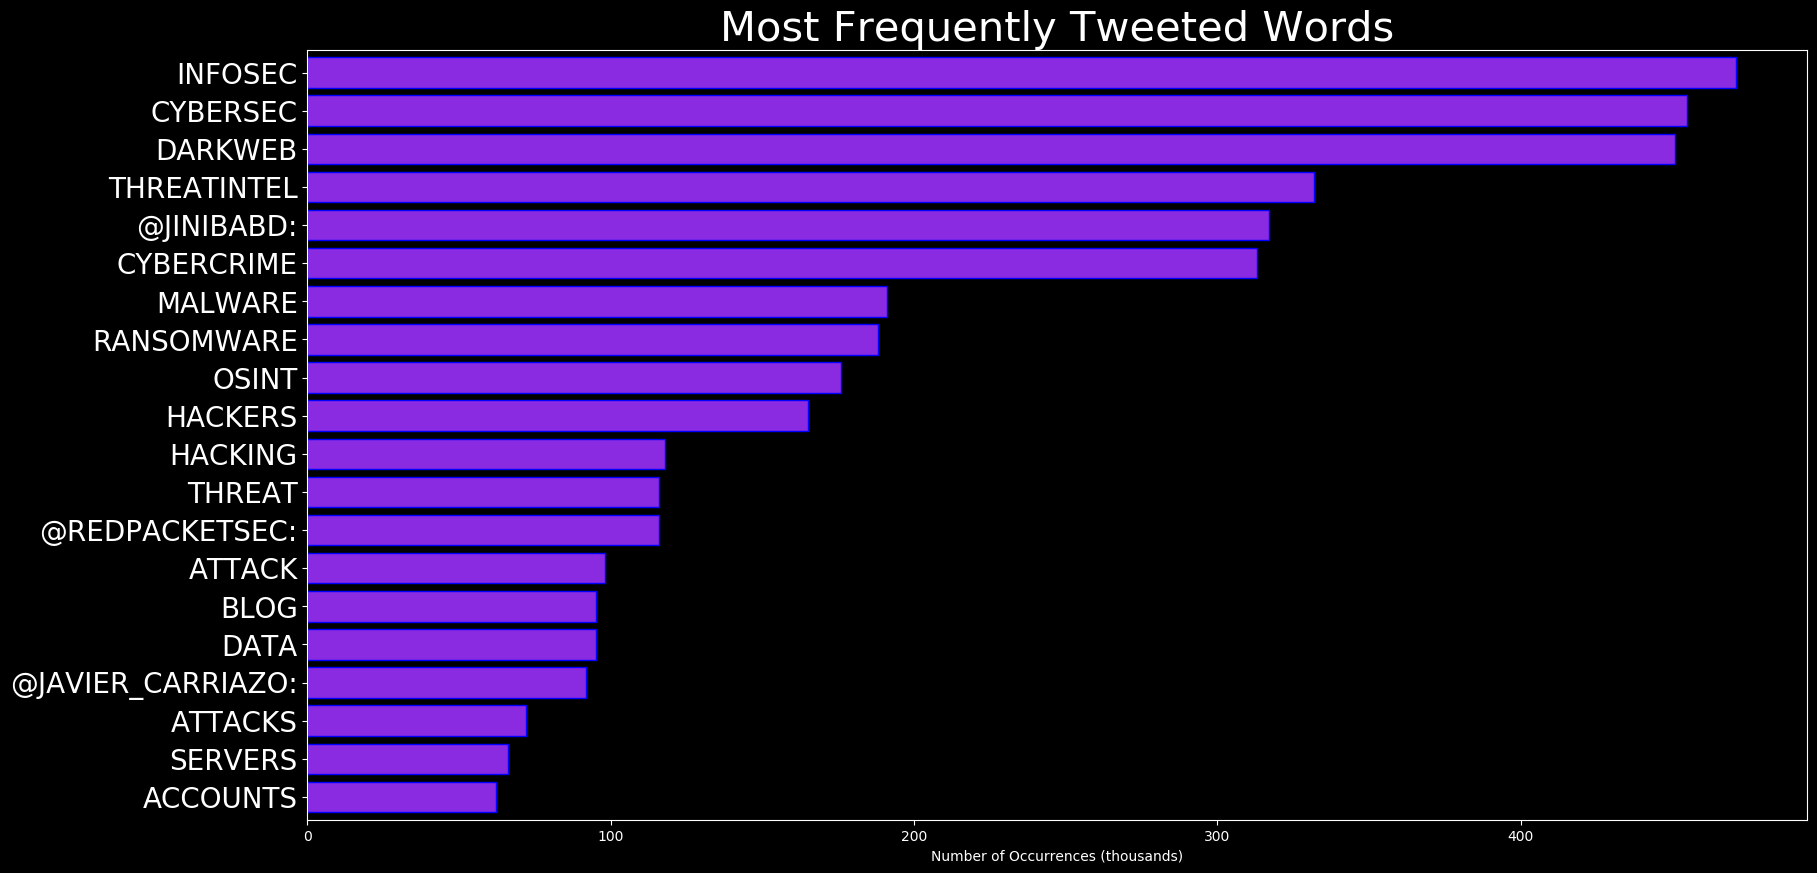 Most Frequently Tweeted Words
INFOSEC
CYBERSEC
DARKWEB
THREATINTEL
@JINIBABD:
CYBERCRIME
MALWARE
RANSOMWARE
OSINT
HACKERS
HACKING
THREAT
@REDPACKETSEC:
ATTACK
BLOG
DATA
@JAVIER_CARRIAZO:
ATTACKS
SERVERS
ACCOUNTS
0 100 200 300 400
Number of Occurrences (thousands)